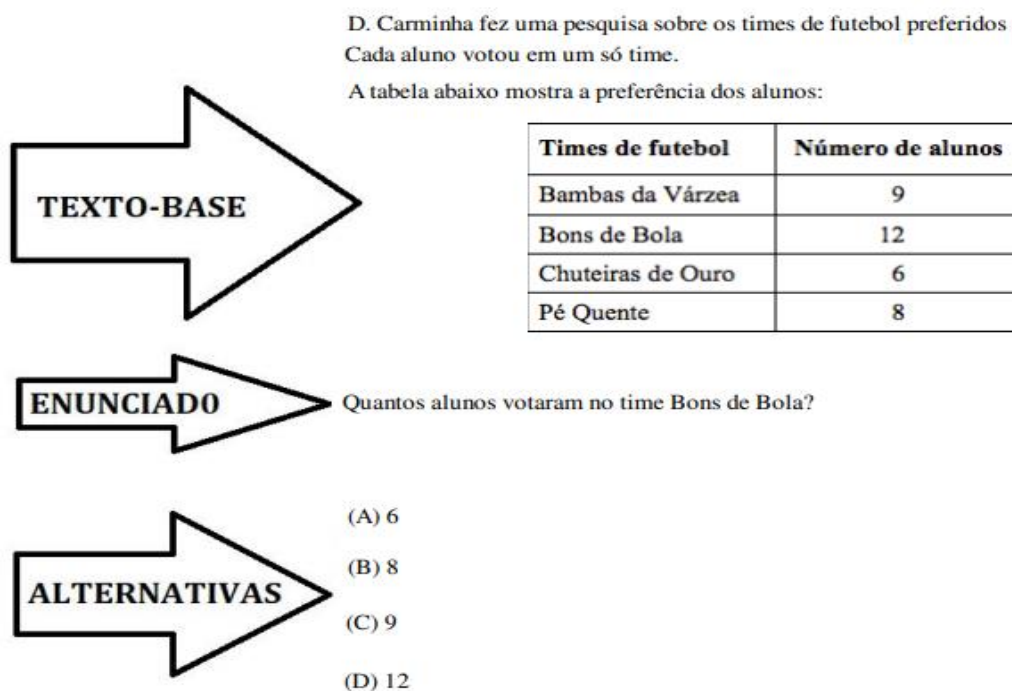 D. Carminha fez uma pesquisa sobre os times de futebol preferidos
Cada aluno votou em um só time.
A tabela abaixo mostra a preferência dos alunos:
TEXTO-BASE
Times de futebol Número de alunos
Bambas da Várzea 9
Bons de Bola 12
Chuteiras de Ouro 6
Pé Quente 8
ENUNCIAD0 Quantos alunos votaram no time Bons de Bola?
ALTERNATIVAS
(A) 6
(B) 8
(C) 9
(D) 12